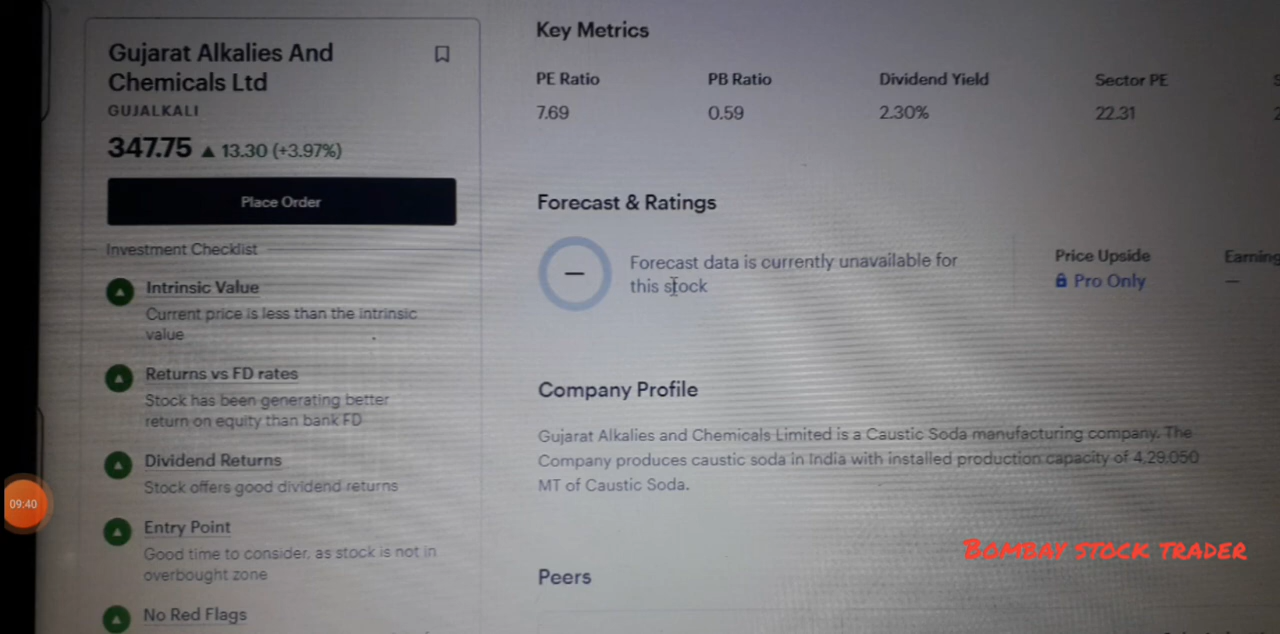 Gujarat Alkalies And
Chemicals Ltd
GUJALKALI
347.75 ▲ 13.30 (+3.97%)
Place Order
Investment Checklist
Intrinsic Value
Current price is less than the intrinsic
value
Returns vs FD rates
Stock has been generating better
return on equity than bank FD
Dividend Returns
Stock offers good dividend returns
Entry Point
Good time to consider, as stock is not in
overbought zone
No Red Flags
09:40
Key Metrics
PE Ratio PB Ratio Dividend Yield Sector PE
7.69 0.59 2.30% 22.31
Forecast & Ratings
Forecast data is currently unavailable for
this stock
Price Upside Earning
Pro Only —
Company Profile
Gujarat Alkalies and Chemicals Limited is a Caustic Soda manufacturing company. The
Company produces caustic soda in India with installed production capacity of 4,29,050
MT of Caustic Soda.
BOMBAY STOCK TRADER
Peers